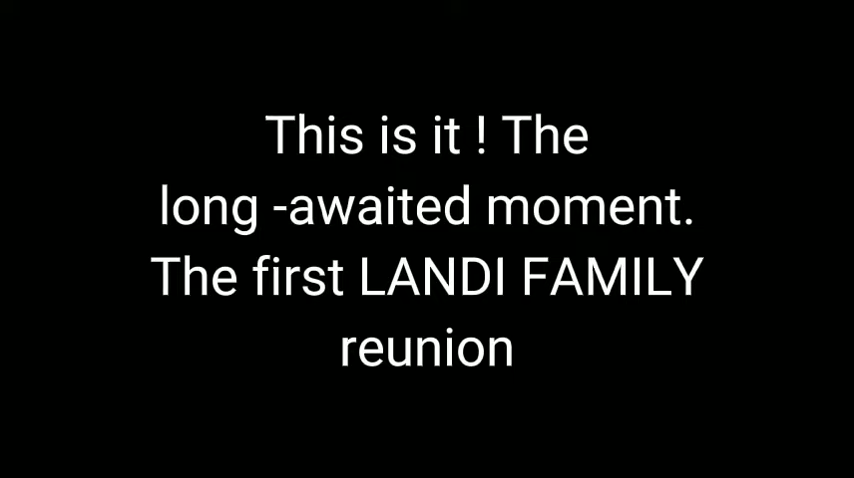 This is it ! The
long -awaited moment.
The first LANDI FAMILY
reunion